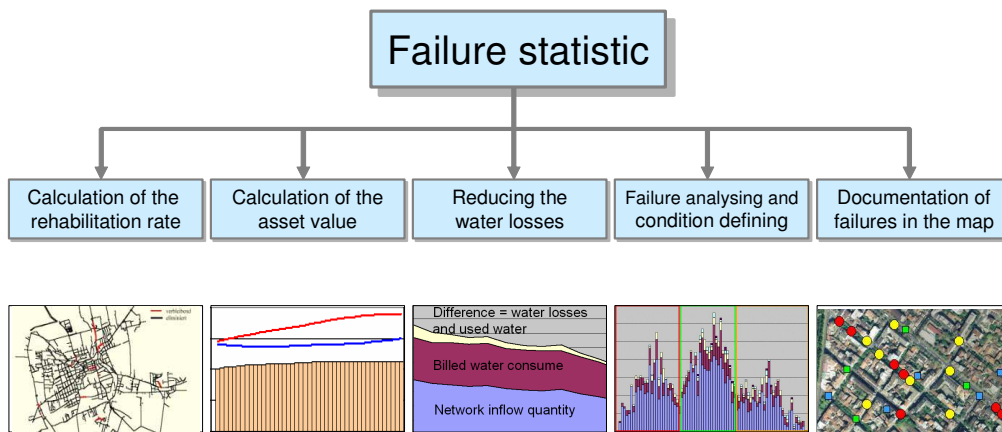 Failure statistic
Calculation of the
rehabilitation rate
Calculation of the
asset value
Reducing the
water losses
Failure analysing and
condition defining
Documentation of
failures in the map
Difference = water losses
and used water
Billed water consume
Network inflow quantity